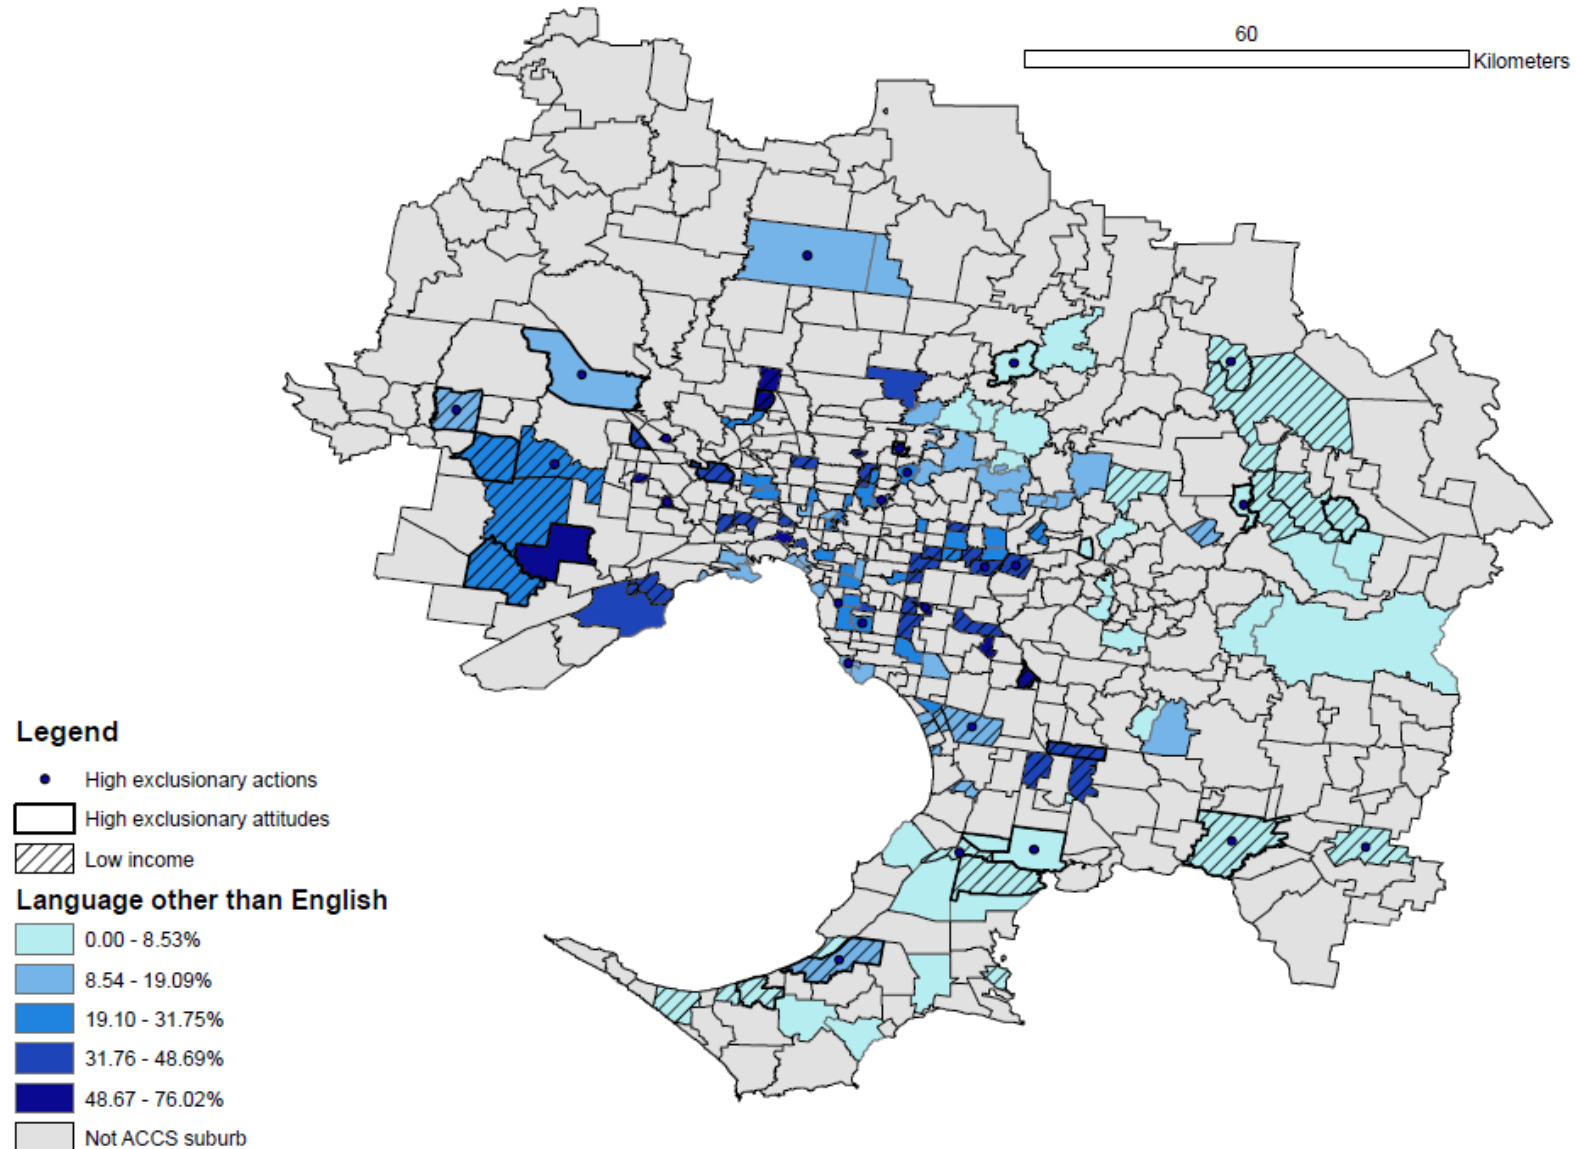 60
Kilometers
Legend
High exclusionary actions
High exclusionary attitudes
Low income
Language other than English
0.00 - 8.53%
8.54 - 19.09%
19.10 - 31.75%
31.76 - 48.69%
48.67 - 76.02%
Not ACCS suburb